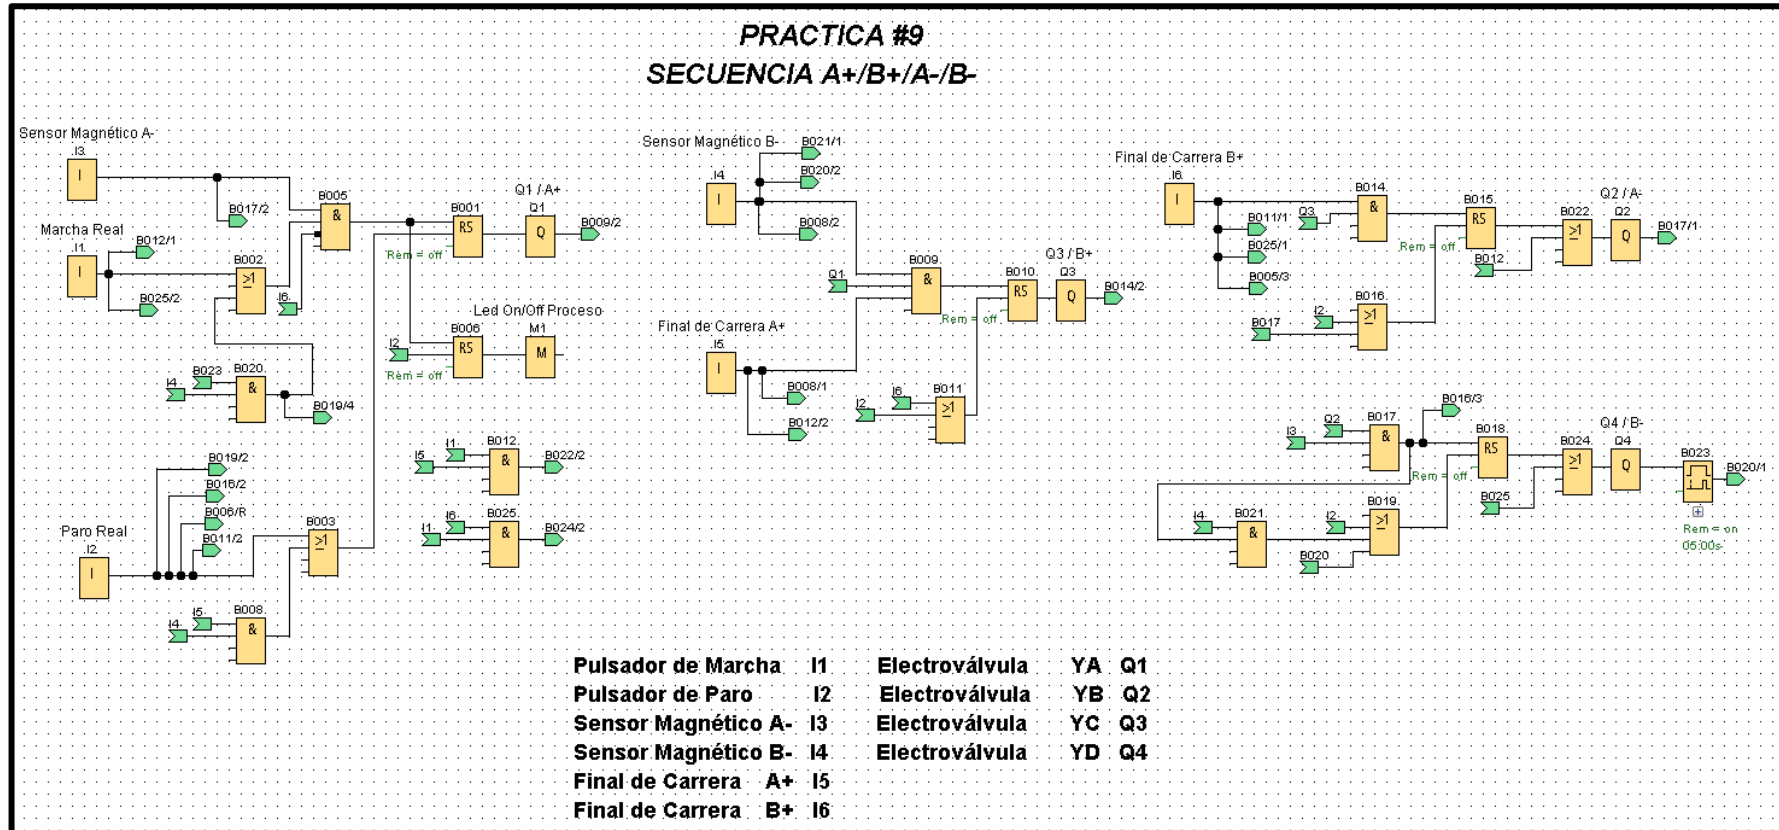 PRACTICA #9
SECUENCIA A+/B+/A-/B-
Sensor Magnético A-
I3
I
B017/2
B005
&
Marcha Real
I1
I
B012/1
B025/2
B002
≥1
I6
B001
RS
Rem = off
Q1 / A+
Q1
Q
B009/2
B006
RS
I2
Rem = off
Led On/Off Proceso
M1
M
B023
I4
B020
&
B019/4
B019/2
B016/2
B006/R
B011/2
Paro Real
I2
I
B003
≥1
I5
I4
B008
&
I1
I5
B012
&
B022/2
I6
I1
B025
&
B024/2
Sensor Magnético B-
I4
I
B021/1
B020/2
B008/2
Q1
B009
&
Final de Carrera A+
I5
I
B008/1
B012/2
I6
I2
B011
≥1
B010
RS
Rem = off
Q3 / B+
Q3
Q
B014/2
Final de Carrera B+
I6
I
B011/1
B025/1
B005/3
Q3
B014
&
B015
RS
Rem = off
B012
B022
≥1
Q2 / A-
Q2
Q
B017/1
I2
B017
B016
≥1
Q2
I3
B017
&
B016/3
B018
RS
Rem = off
B025
B024
≥1
Q4 / B-
Q4
Q
B023
B020/1
Rem = on
05:00s
I4
B021
&
I2
B020
B019
≥1
Pulsador de Marcha I1 Electroválvula YA Q1
Pulsador de Paro I2 Electroválvula YB Q2
Sensor Magnético A- I3 Electroválvula YC Q3
Sensor Magnético B- I4 Electroválvula YD Q4
Final de Carrera A+ I5
Final de Carrera B+ I6